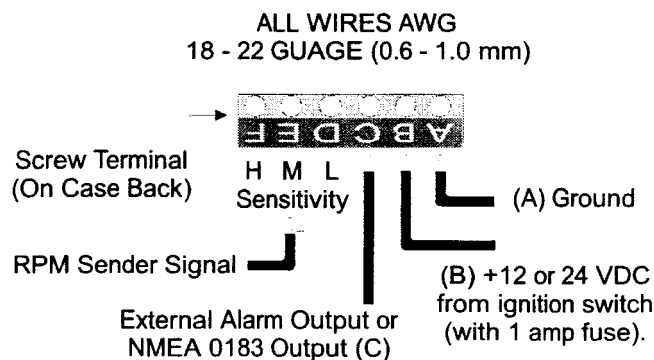 ALL WIRES AWG
18 - 22 GUAGE (0.6 - 1.0 mm)
F E D C B A
Screw Terminal
(On Case Back)
H M L
Sensitivity
(A) Ground
RPM Sender Signal
(B) +12 or 24 VDC
from ignition switch
(with 1 amp fuse).
External Alarm Output or
NMEA 0183 Output (C)